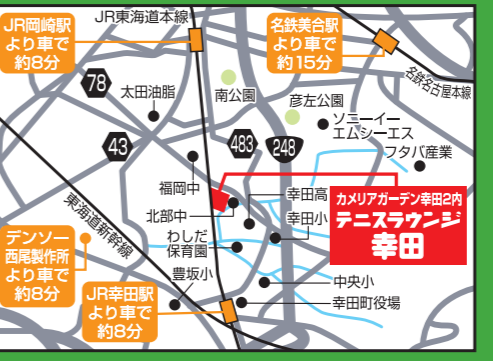 JR岡崎駅
より車で
約8分
JR東海道本線
名鉄美合駅
より車で
約15分
名鉄名古屋本線
78
太田油脂
南公園
彦左公園
ソニーイー
エムシーエス
43
483
248
フタバ産業
福岡中
北部中
幸田高
幸田小
カメリアガーデン幸田2内
テニスラウンジ
幸田
東海道新幹線
わしだ
保育園
デンソー
西尾製作所
より車で
約8分
豊坂小
中央小
JR幸田駅
より車で
約8分
幸田町役場